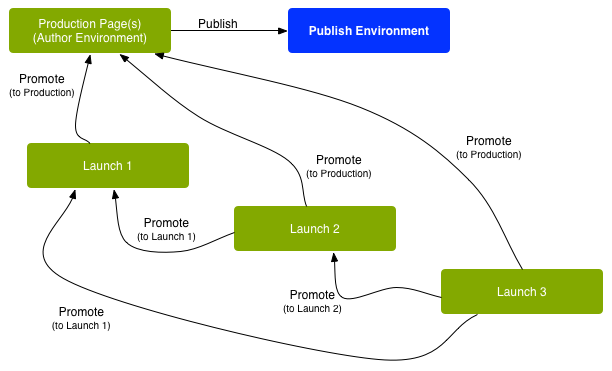 Production Page(s)
(Author Environment)
Publish
Publish Environment
Promote
(to Production)
Promote
(to Production)
Promote
(to Production)
Launch 1
Promote
(to Launch 1)
Launch 2
Launch 3
Promote
(to Launch 2)
Promote
(to Launch 1)